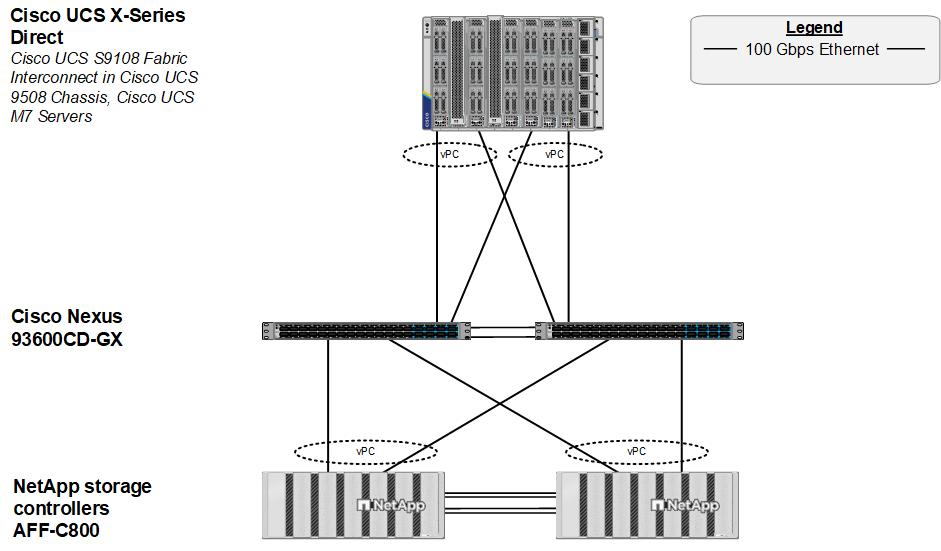 Cisco UCS X-Series
Direct
Cisco UCS S9108 Fabric
Interconnect in Cisco UCS
9508 Chassis, Cisco UCS
M7 Servers
Legend
100 Gbps Ethernet
CISCO
vPC
vPC
Cisco Nexus
93600CD-GX
vPC
vPC
NetApp storage
controllers
AFF-C800
NetApp
NetApp